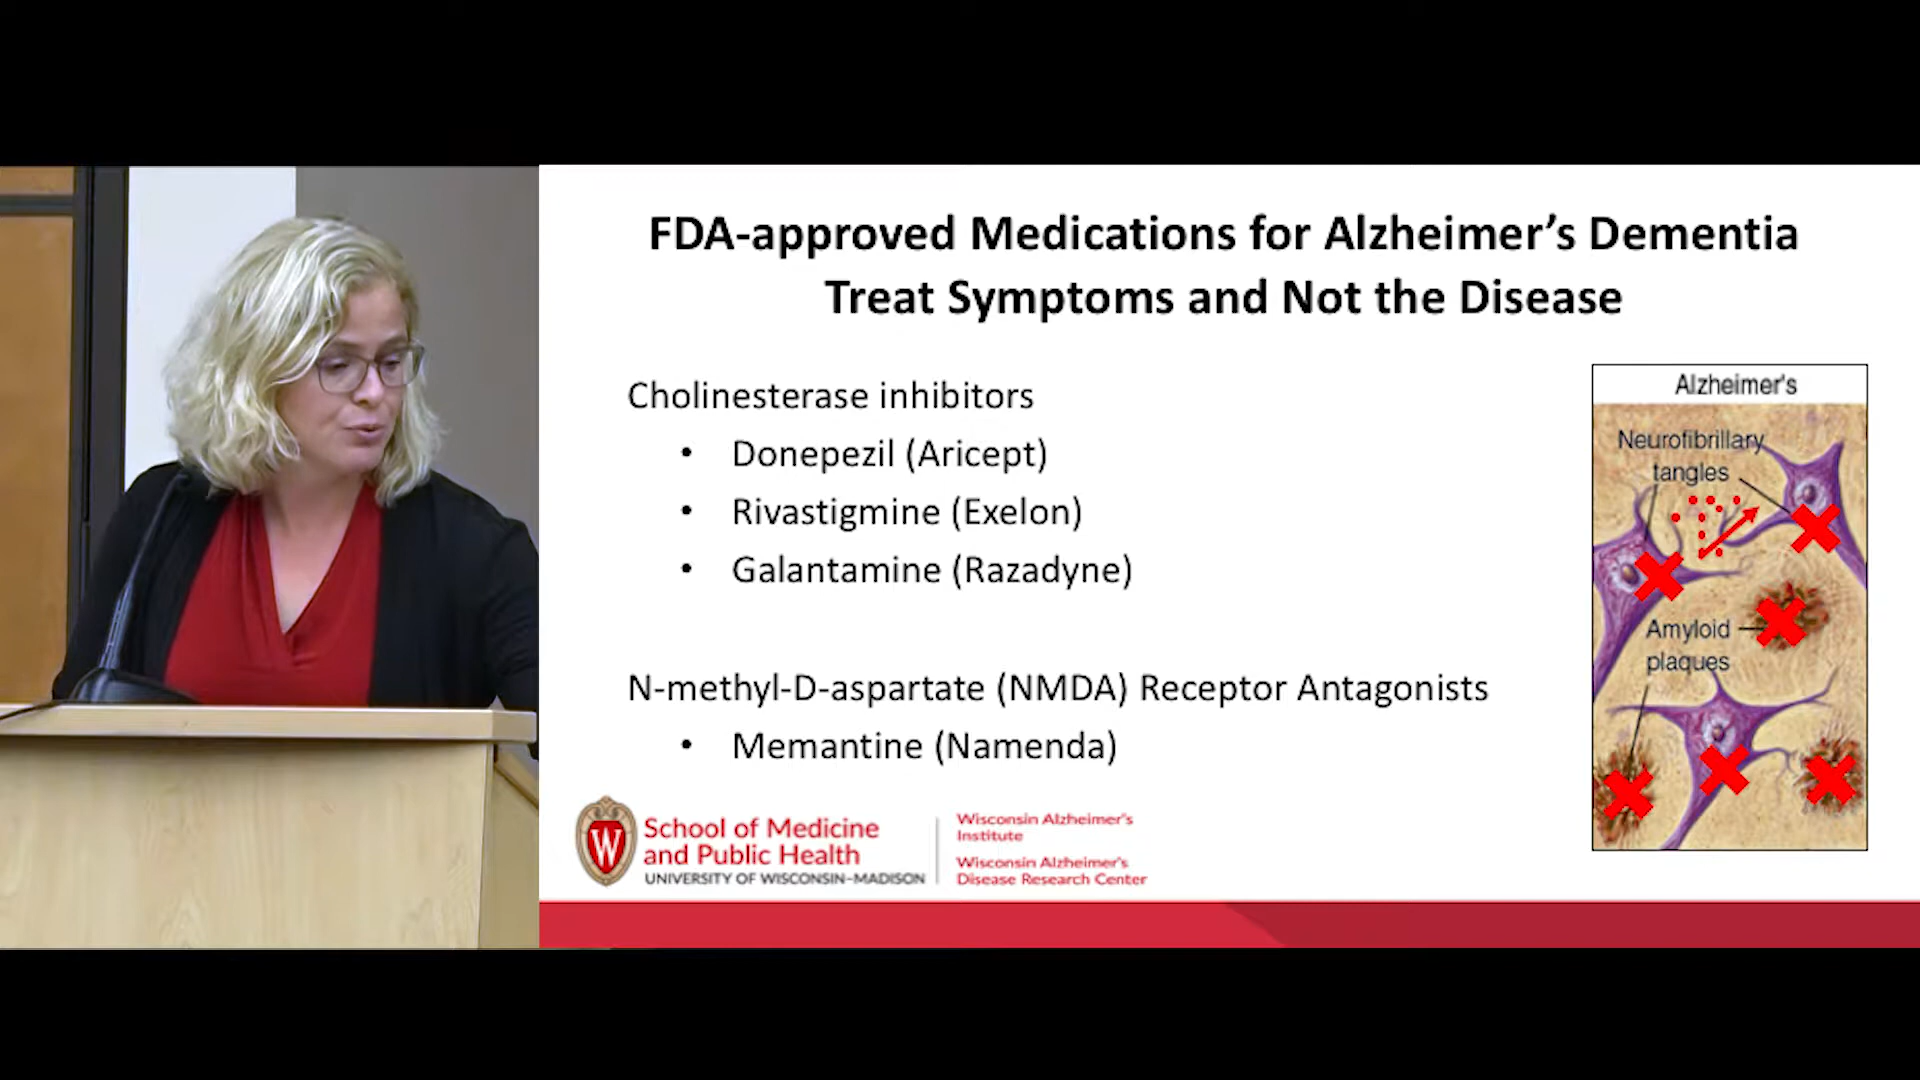 FDA-approved Medications for Alzheimer’s Dementia
Treat Symptoms and Not the Disease
Cholinesterase inhibitors
• Donepezil (Aricept)
• Rivastigmine (Exelon)
• Galantamine (Razadyne)
N-methyl-D-aspartate (NMDA) Receptor Antagonists
• Memantine (Namenda)
Alzheimer's
Neurofibrillary
tangles
Amyloid
plaques
W
School of Medicine
and Public Health
UNIVERSITY OF WISCONSIN–MADISON
Wisconsin Alzheimer's
Institute
Wisconsin Alzheimer's
Disease Research Center